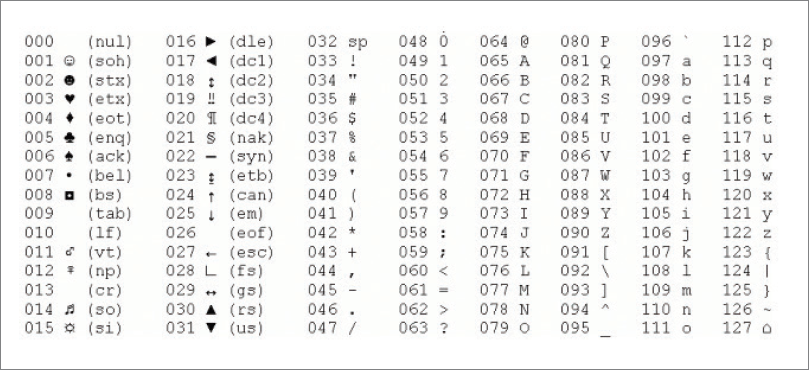 000   (nul)  016 ► (dle)  032 sp  048 0  064 @  080 P  096 `  112 p
001 ☺ (soh)  017 ◄ (dc1)  033 !  049 1  065 A  081 Q  097 a  113 q
002 ☻ (stx)  018 ↕ (dc2)  034 "  050 2  066 B  082 R  098 b  114 r
003 ♥ (etx)  019 ‼ (dc3)  035 #  051 3  067 C  083 S  099 c  115 s
004 ♦ (eot)  020 ¶ (dc4)  036 $  052 4  068 D  084 T  100 d  116 t
005 ♣ (enq)  021 § (nak)  037 %  053 5  069 E  085 U  101 e  117 u
006 ♠ (ack)  022 ▬ (syn)  038 &  054 6  070 F  086 V  102 f  118 v
007 • (bel)  023 ↨ (etb)  039 '  055 7  071 G  087 W  103 g  119 w
008 ◘ (bs)  024 ↑ (can)  040 (  056 8  072 H  088 X  104 h  120 x
009   (tab)  025 ↓ (em)  041 )  057 9  073 I  089 Y  105 i  121 y
010   (lf)  026   (eof)  042 *  058 :  074 J  090 Z  106 j  122 z
011 ♂ (vt)  027 ← (esc)  043 +  059 ;  075 K  091 [  107 k  123 {
012 ♀ (np)  028 ∟ (fs)  044 ,  060 <  076 L  092 \  108 l  124 |
013   (cr)  029 ↔ (gs)  045 -  061 =  077 M  093 ]  109 m  125 }
014 ♬ (so)  030 ▲ (rs)  046 .  062 >  078 N  094 ^  110 n  126 ~
015 ☼ (si)  031 ▼ (us)  047 /  063 ?  079 O  095 _  111 o  127 ⌂